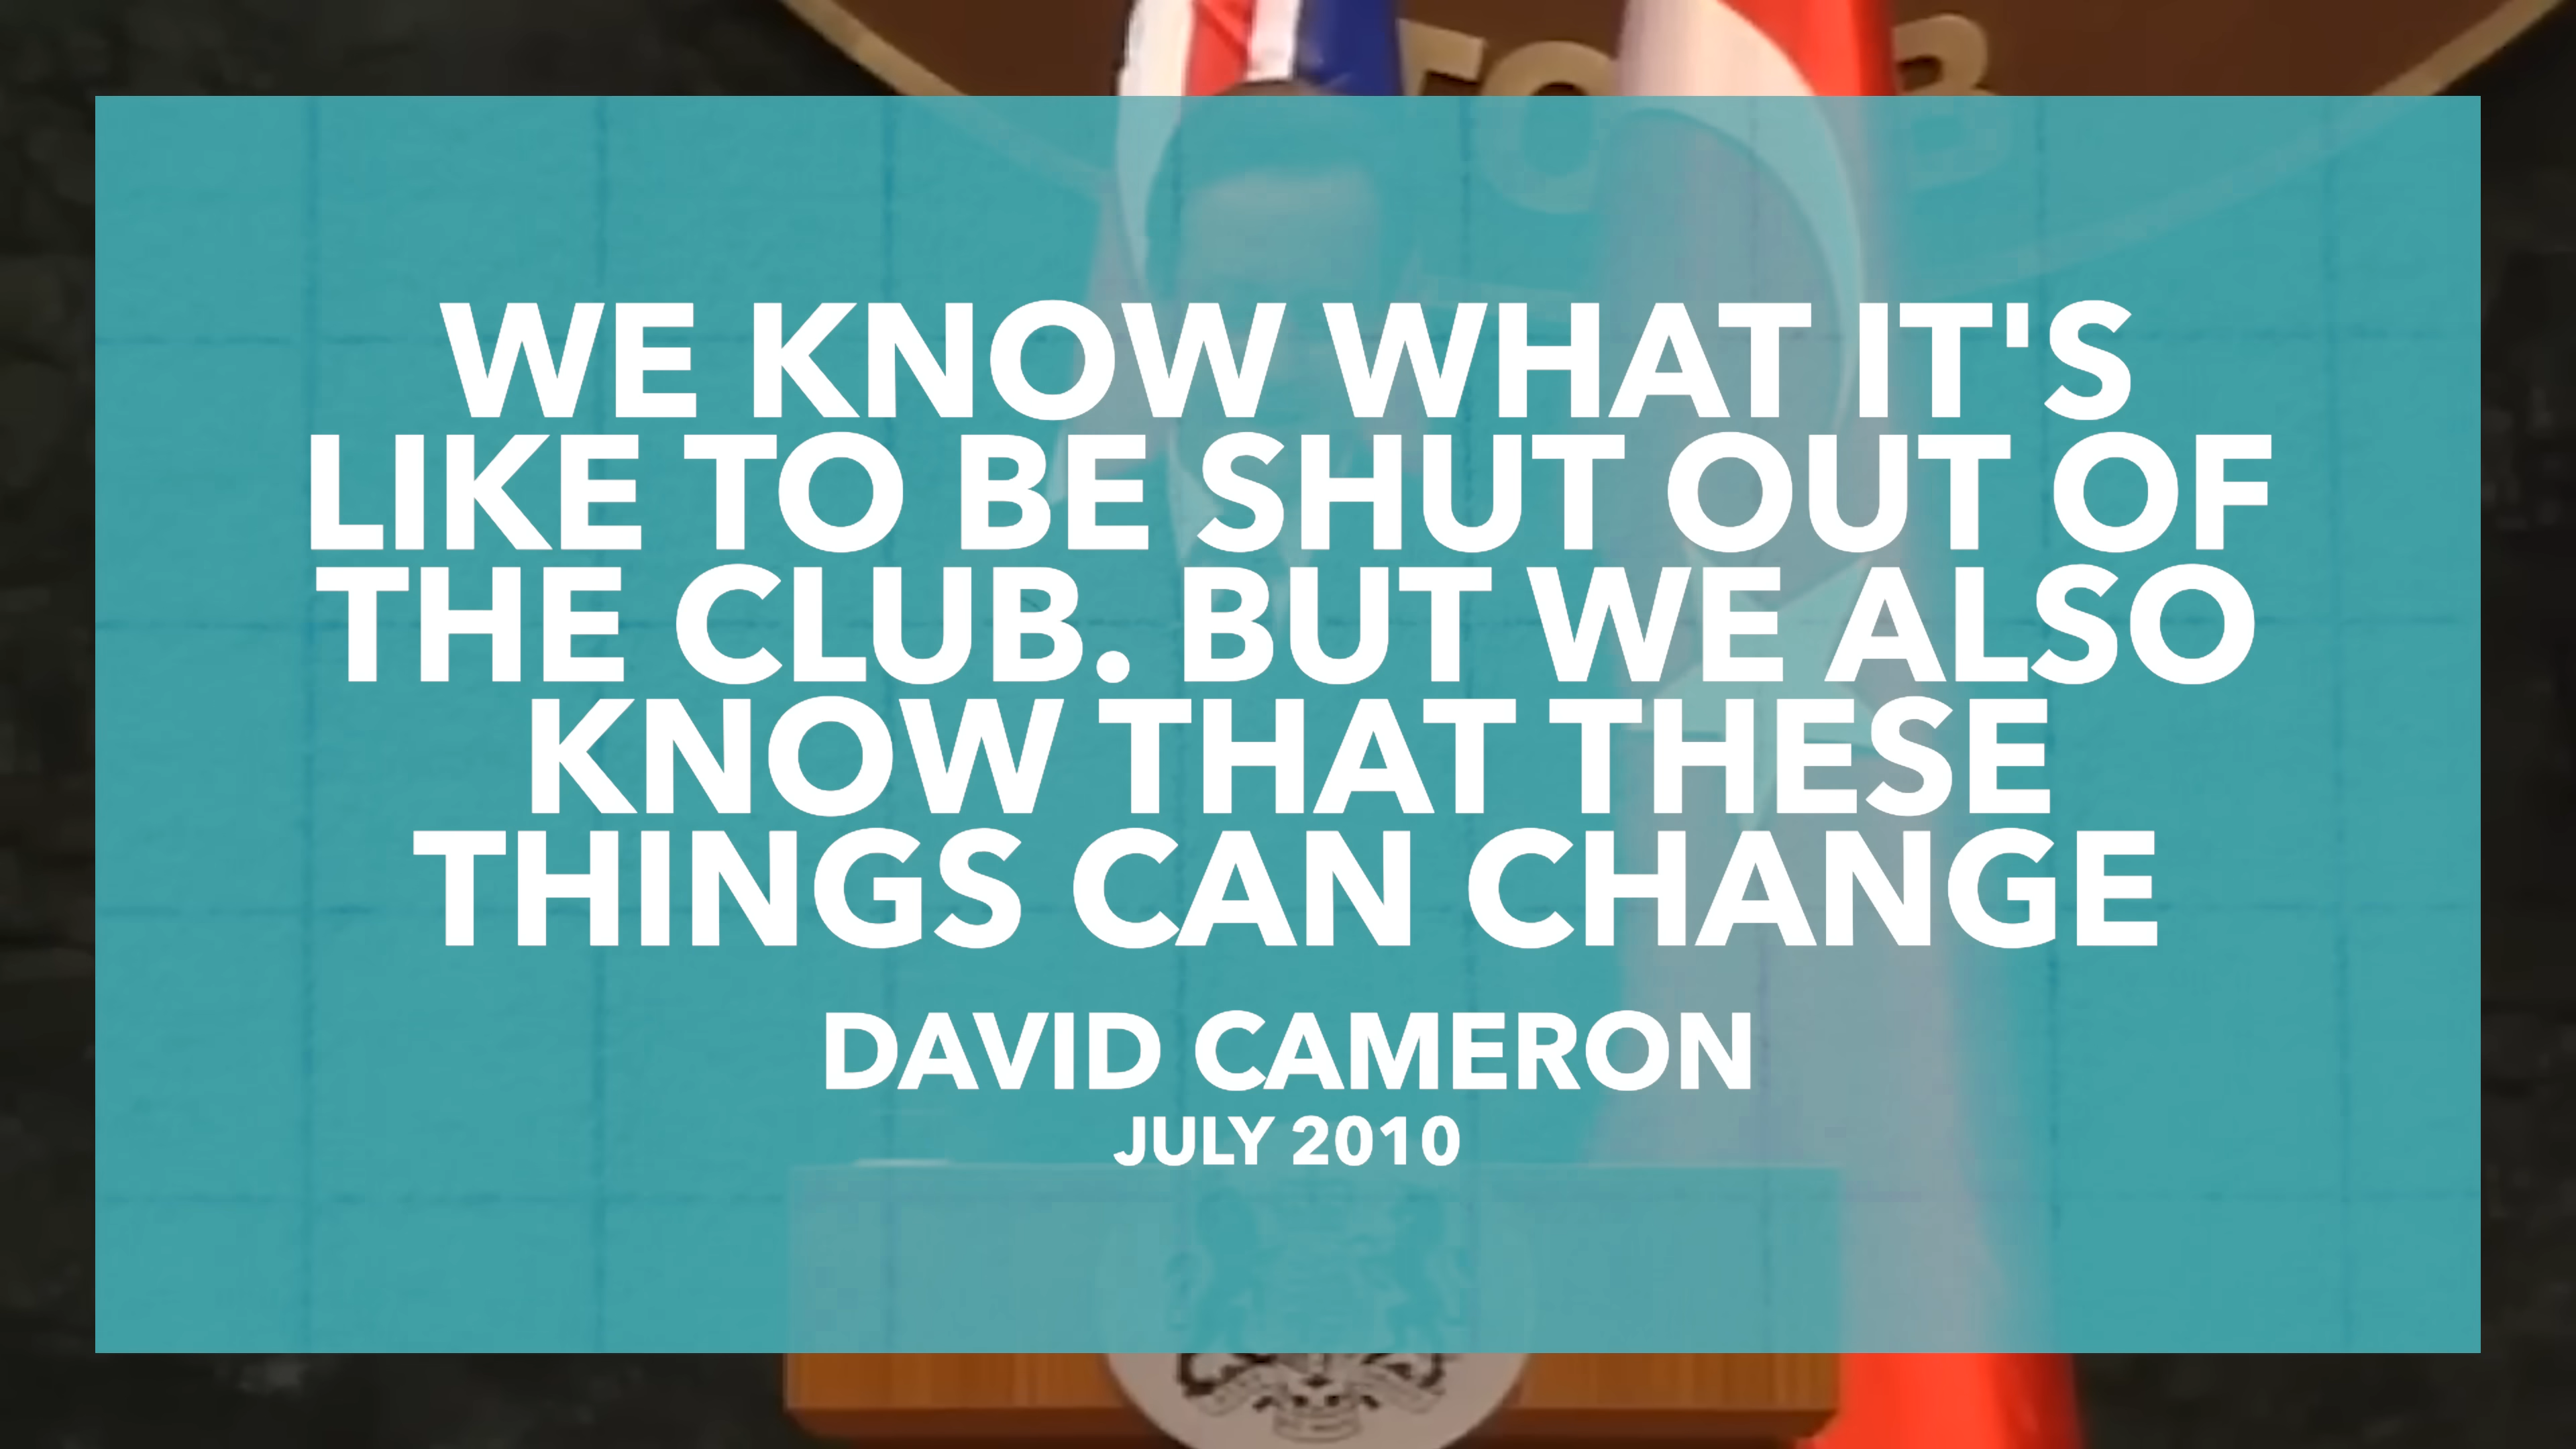 WE KNOW WHAT IT'S
LIKE TO BE SHUT OUT OF
THE CLUB. BUT WE ALSO
KNOW THAT THESE
THINGS CAN CHANGE
DAVID CAMERON
JULY 2010